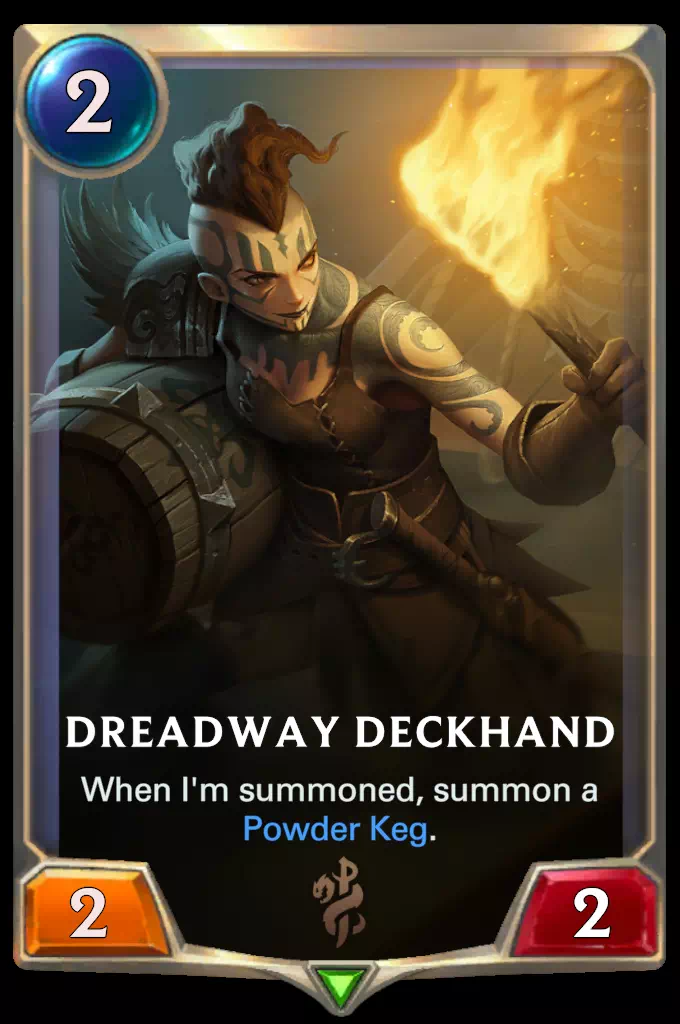 2
DREADWAY DECKHAND
When I'm summoned, summon a
Powder Keg.
2
2